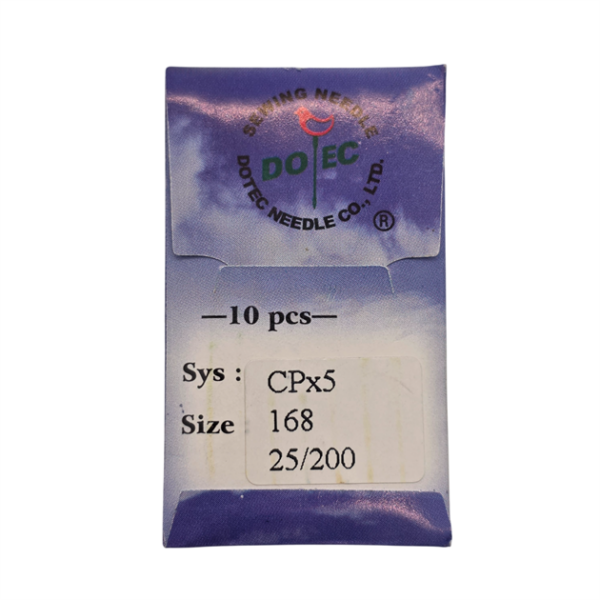 SEWING NEEDLE
DOTEC
DOTEC NEEDLE CO., LTD.
®
—10 pcs—
Sys : CPx5
Size 168
25/200